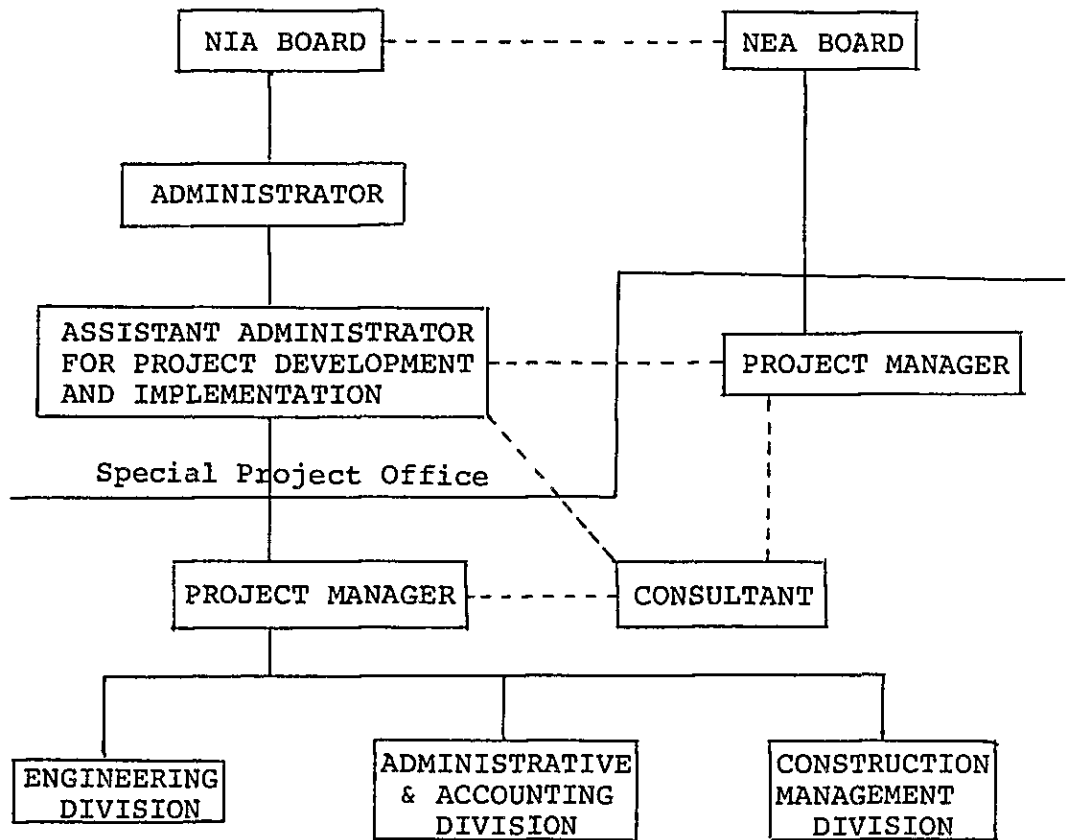 NIA BOARD
NEA BOARD
ADMINISTRATOR
ASSISTANT ADMINISTRATOR
FOR PROJECT DEVELOPMENT
AND IMPLEMENTATION
PROJECT MANAGER
Special Project Office
PROJECT MANAGER
CONSULTANT
ENGINEERING
DIVISION
ADMINISTRATIVE
& ACCOUNTING
DIVISION
CONSTRUCTION
MANAGEMENT
DIVISION